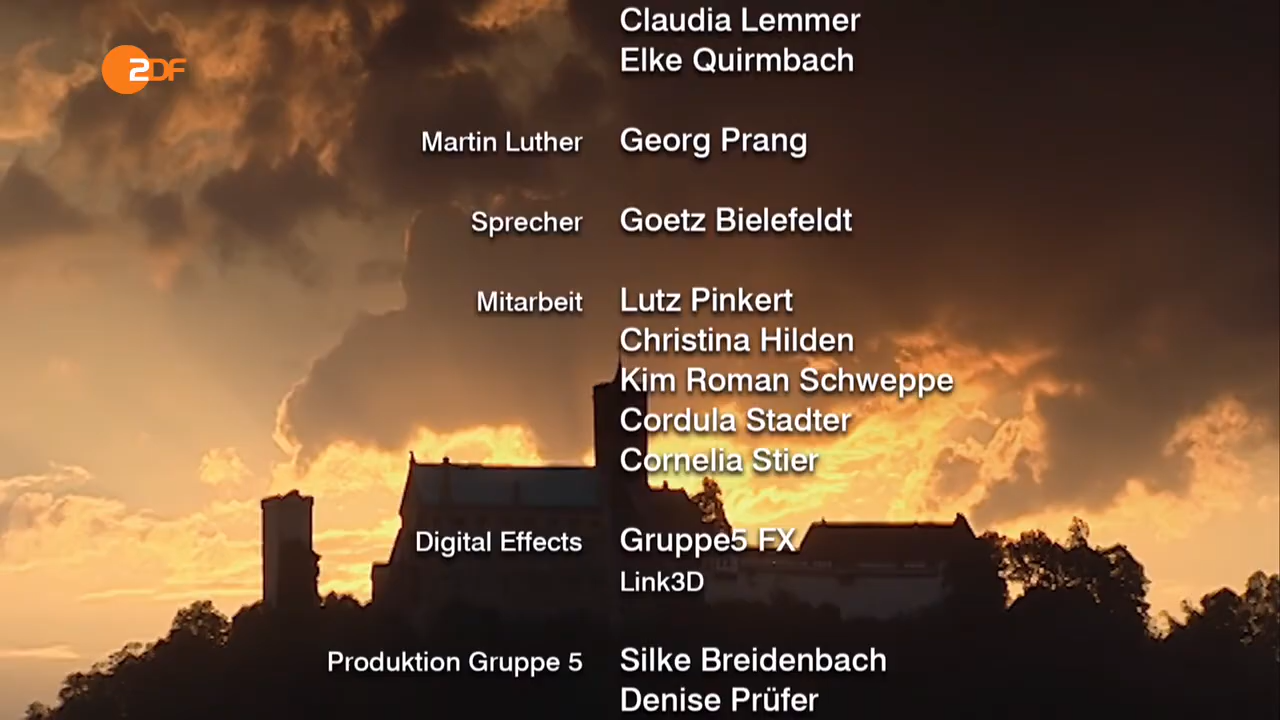 Claudia Lemmer
Elke Quirmbach
ZDF
Martin Luther Georg Prang
Sprecher Goetz Bielefeldt
Mitarbeit Lutz Pinkert
Christina Hilden
Kim Roman Schweppe
Cordula Stadter
Cornelia Stier
Digital Effects Gruppe5 FX
Link3D
Produktion Gruppe 5 Silke Breidenbach
Denise Prüfer